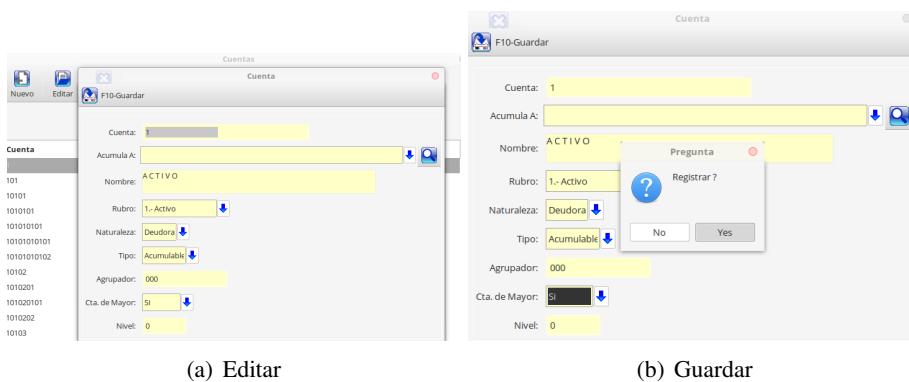 Cuentas
Nuevo
Editar
Cuenta
101
10101
1010101
101010101
10101010101
10101010102
10102
1010201
101020101
1010202
10103
Cuenta
F10-Guardar
Cuenta: 1
Acumula A:
Nombre: A C T I V O
Rubro: 1.- Activo
Naturaleza: Deudora
Tipo: Acumulable
Agrupador: 000
Cta. de Mayor: Si
Nivel: 0
(a) Editar
Cuenta
F10-Guardar
Cuenta: 1
Acumula A:
Nombre: A C T I V O
Rubro: 1.- Activo
Naturaleza: Deudora
Tipo: Acumulable
Agrupador: 000
Cta. de Mayor: Si
Nivel: 0
Pregunta
Registrar ?
No
Yes
(b) Guardar